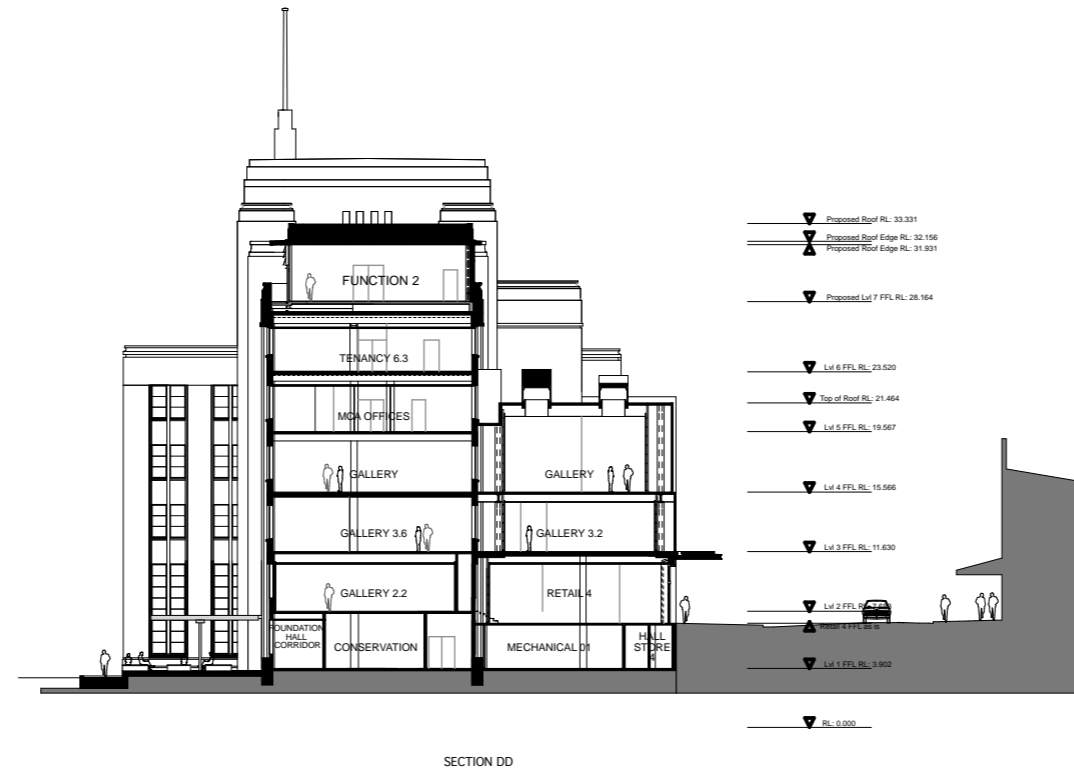 Proposed Roof RL: 33.331
Proposed Roof Edge RL: 32.156
Proposed Roof Edge RL: 31.931
FUNCTION 2
Proposed Lvl 7 FFL RL: 28.164
TENANCY 6.3
Lvl 6 FFL RL: 23.520
Top of Roof RL: 21.464
MCA OFFICES
Lvl 5 FFL RL: 19.567
GALLERY
GALLERY
Lvl 4 FFL RL: 15.566
GALLERY 3.6
GALLERY 3.2
Lvl 3 FFL RL: 11.630
GALLERY 2.2
RETAIL 4
Lvl 2 FFL
Retail 4 FFL as is
FOUNDATION
HALL
CORRIDOR
CONSERVATION
MECHANICAL 01
HALL
STORE
4
Lvl 1 FFL RL: 3.902
RL: 0.000
SECTION DD